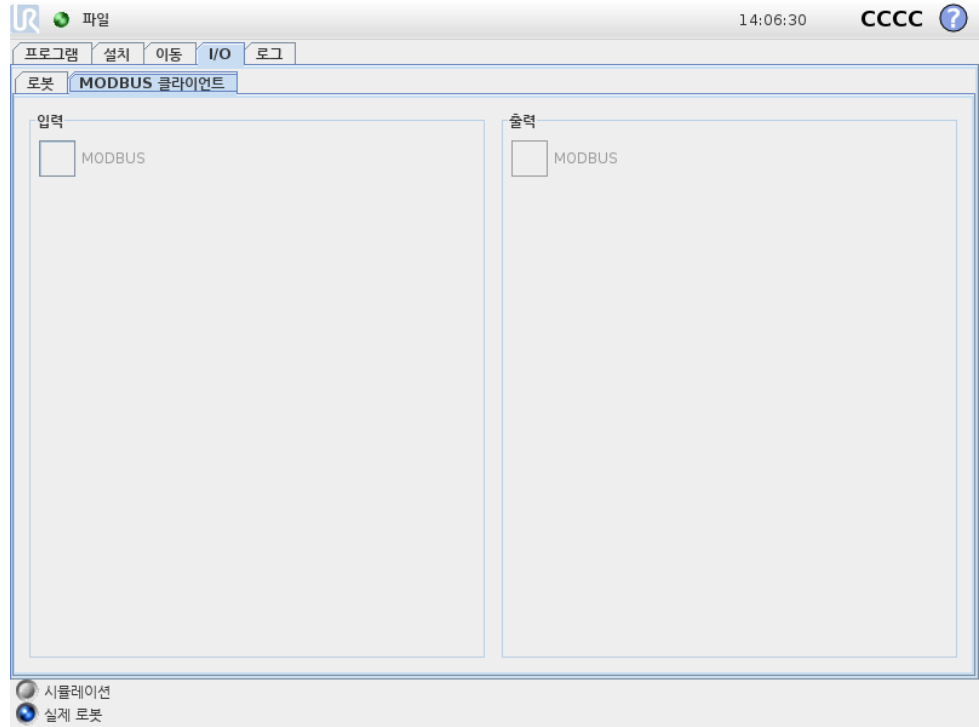 UR 파일 14:06:30 CCCC ?
프로그램 설치 이동 I/O 로그
로봇 MODBUS 클라이언트
입력 출력
MODBUS MODBUS
시뮬레이션
실제 로봇